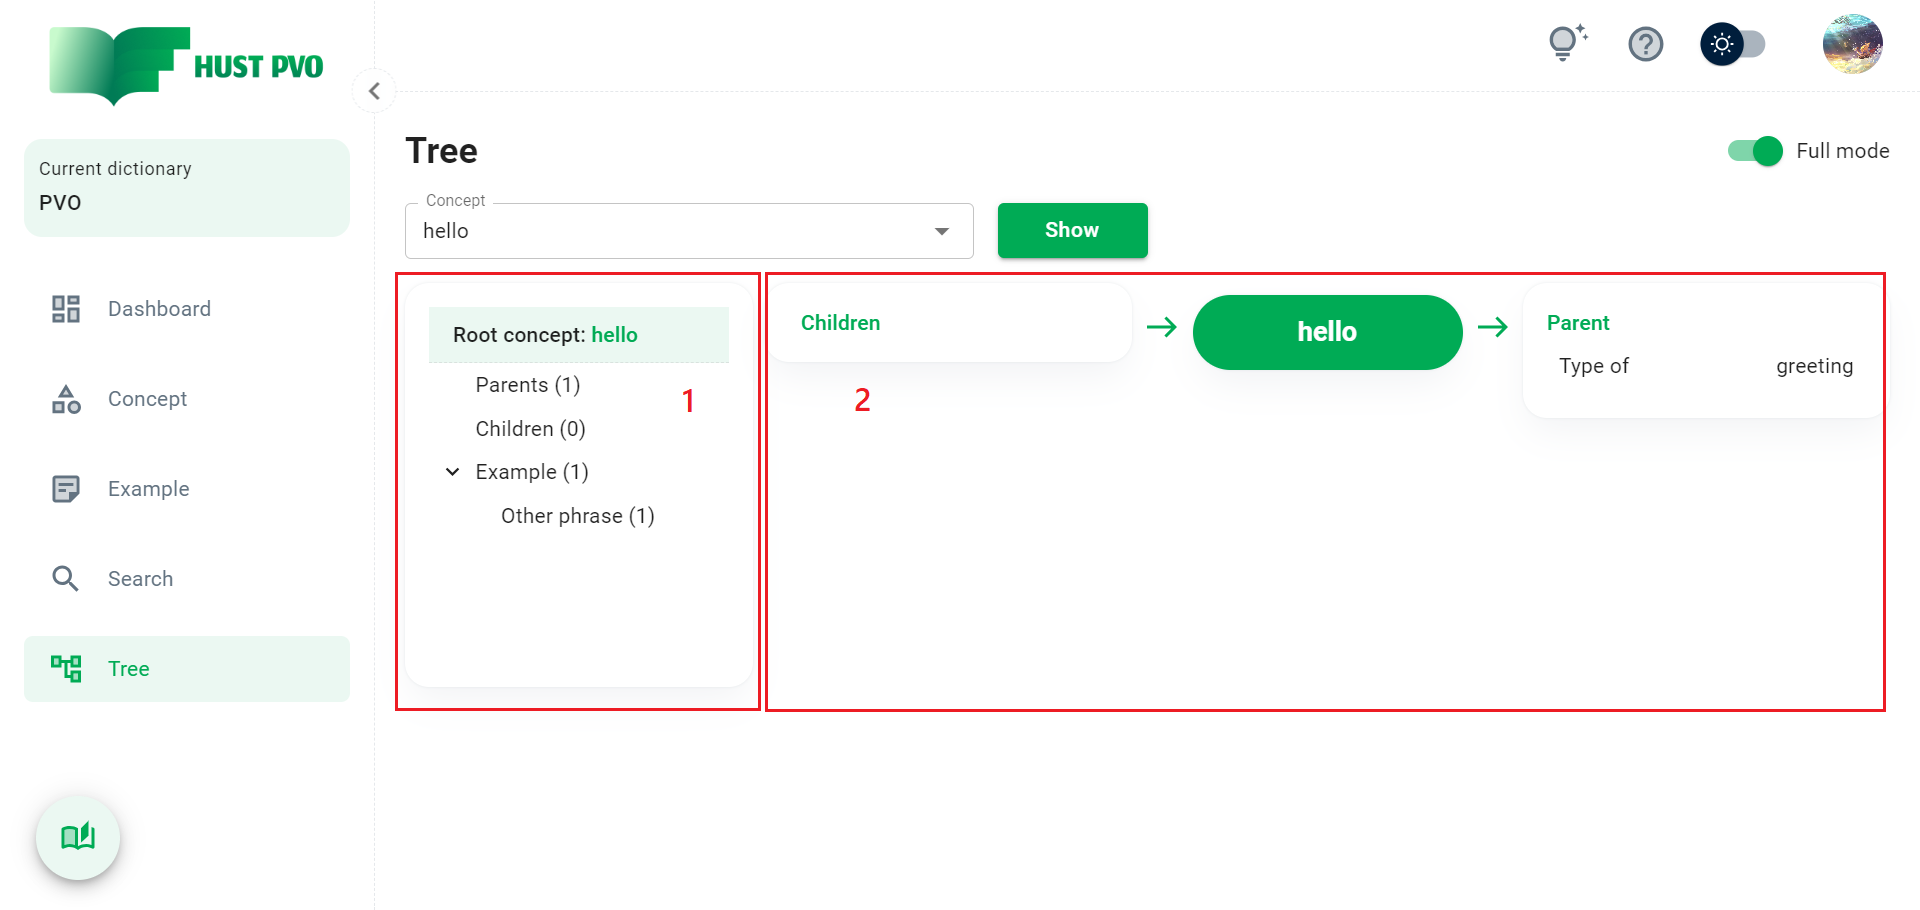 HUST PVO
Current dictionary
PVO
Dashboard
Concept
Example
Search
Tree
Tree
Full mode
Concept
hello
Show
Root concept: hello
Parents (1)
Children (0)
Example (1)
Other phrase (1)
1
Children
2
hello
Parent
Type of greeting